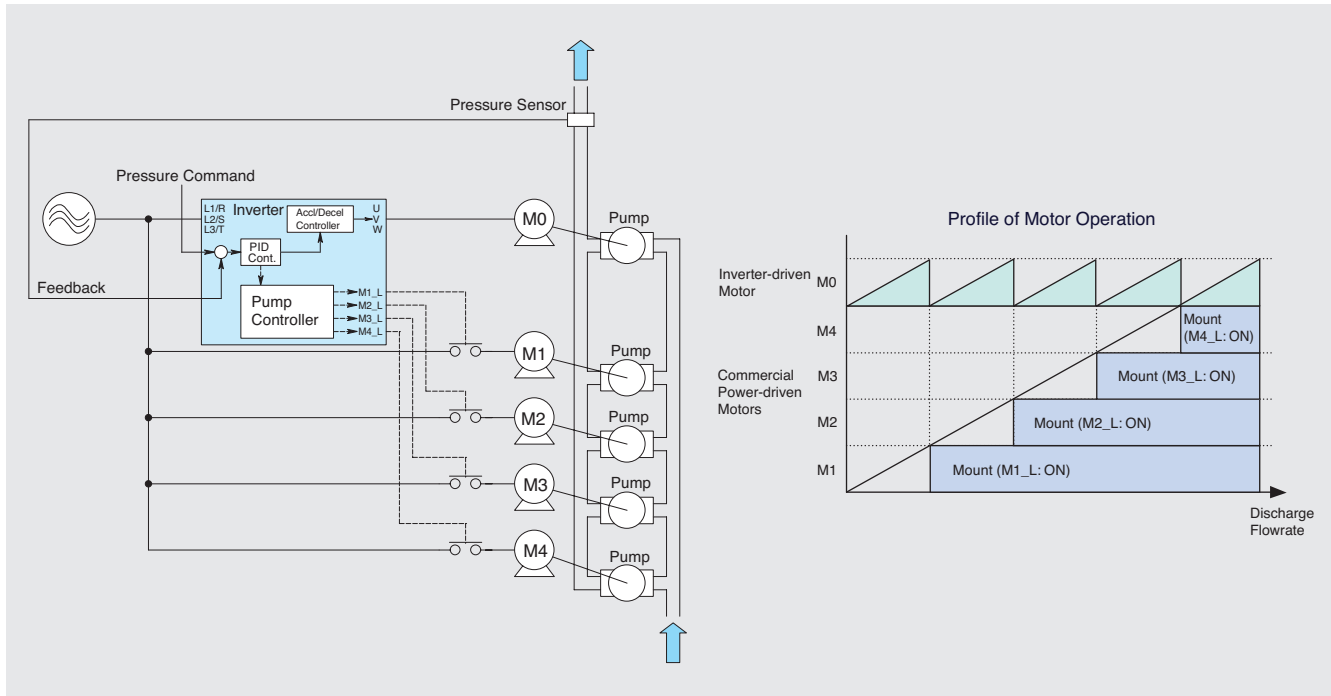 Pressure Sensor
Pressure Command
L1/R
L2/S
L3/T
Inverter
Accl/Decel
Controller
U
V
W
PID
Cont.
Feedback
Pump
Controller
M1_L
M2_L
M3_L
M4_L
M0
Pump
M1
Pump
M2
Pump
M3
Pump
M4
Pump
Profile of Motor Operation
Inverter-driven
Motor
M0
M4
Mount
(M4_L: ON)
Commercial
Power-driven
Motors
M3
Mount (M3_L: ON)
M2
Mount (M2_L: ON)
M1
Mount (M1_L: ON)
Discharge
Flowrate